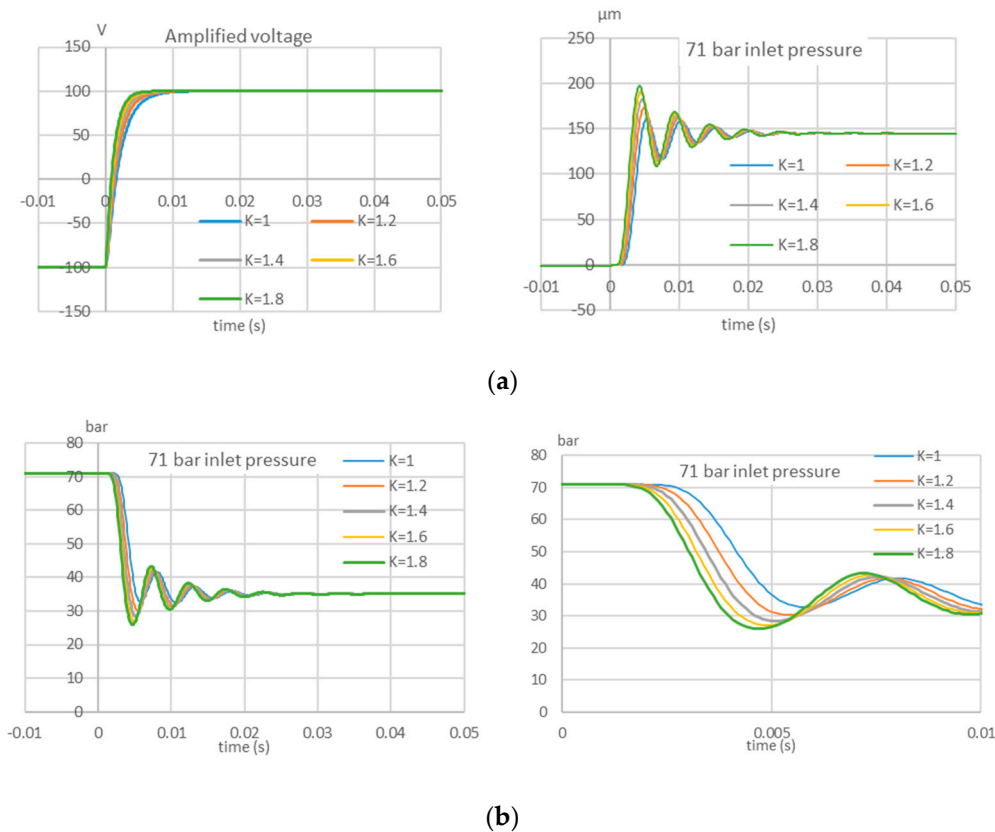 V
Amplified voltage
150
100
50
0
-50
-100
-150
-0.01 0 0.01 0.02 0.03 0.04 0.05
K=1 K=1.2
K=1.4 K=1.6
K=1.8
time (s)
µm
71 bar inlet pressure
250
200
150
100
50
0
-50
-0.01 0 0.01 0.02 0.03 0.04 0.05
K=1 K=1.2
K=1.4 K=1.6
K=1.8
time (s)
(a)
bar
71 bar inlet pressure
80
70
60
50
40
30
20
10
0
-0.01 0 0.01 0.02 0.03 0.04 0.05
K=1
K=1.2
K=1.4
K=1.6
K=1.8
time (s)
bar
71 bar inlet pressure
80
70
60
50
40
30
20
10
0
0 0.005 0.01
K=1
K=1.2
K=1.4
K=1.6
K=1.8
time (s)
(b)